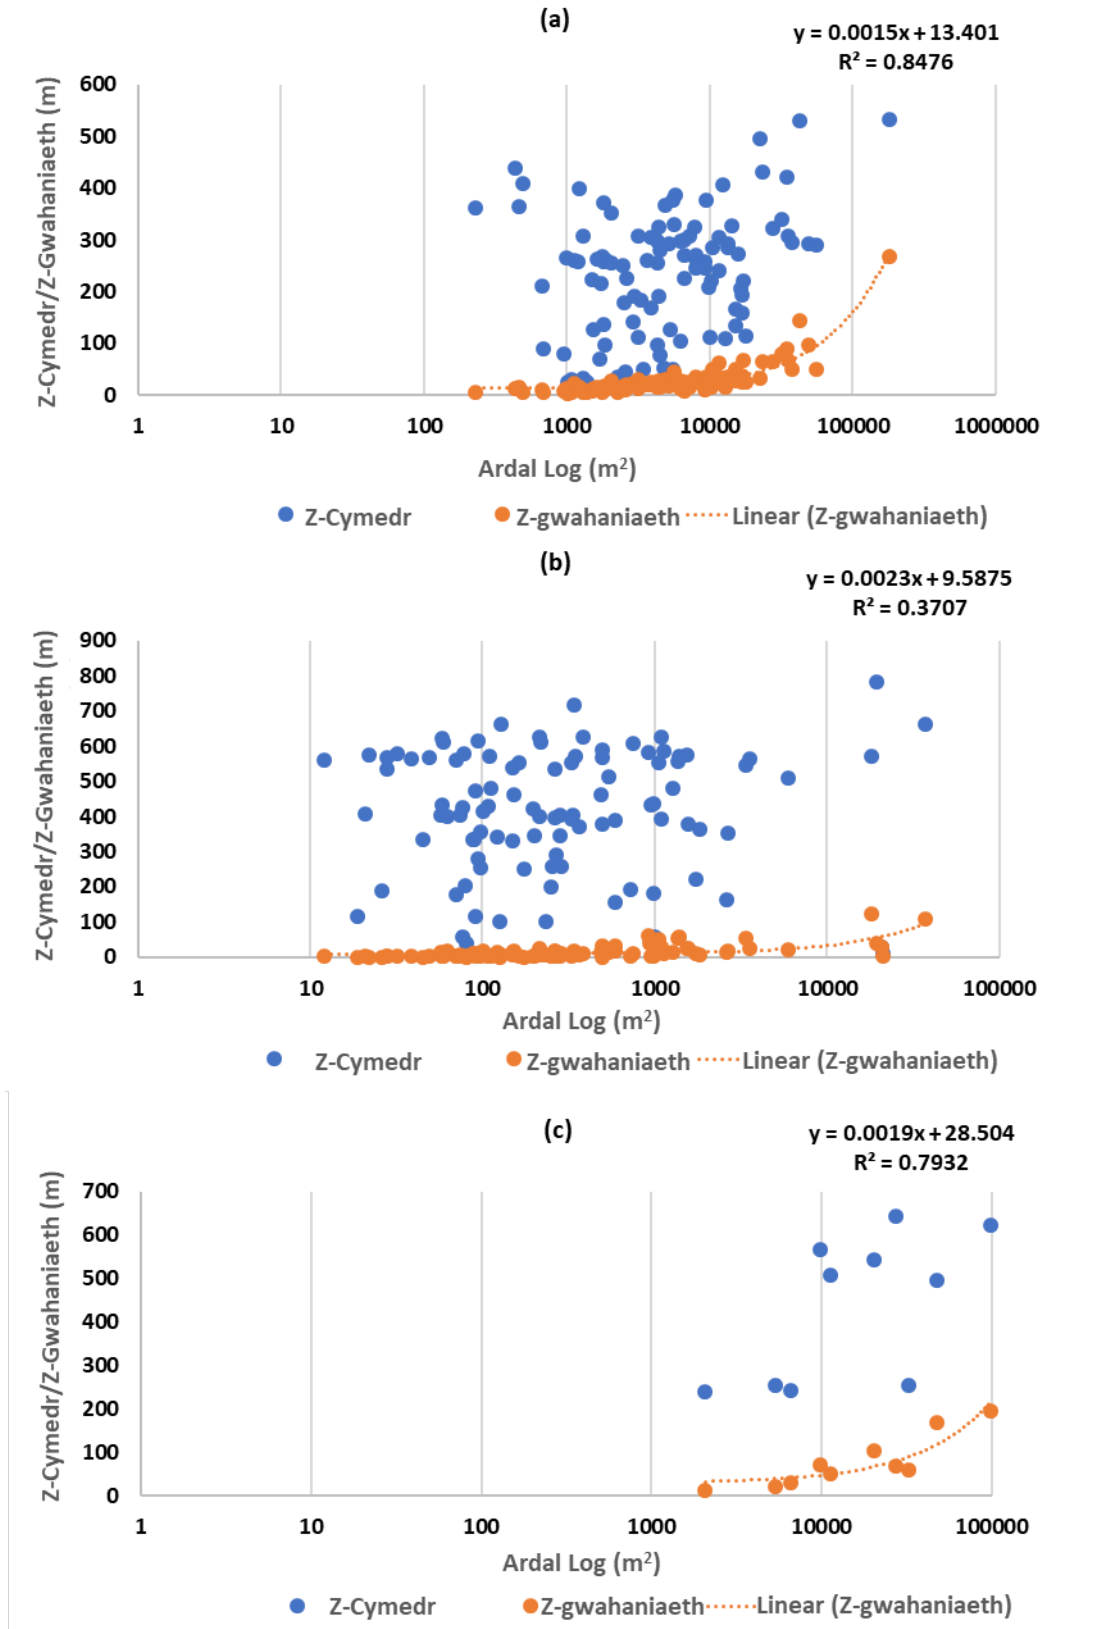 (a)
y = 0.0015x + 13.401
R² = 0.8476
Z-Cymedr/Z-Gwahaniaeth (m)
600
500
400
300
200
100
0
1 10 100 1000 10000 100000 1000000
Ardal Log (m²)
Z-Cymedr Z-gwahaniaeth Linear (Z-gwahaniaeth)
(b)
y = 0.0023x + 9.5875
R² = 0.3707
Z-Cymedr/Z-Gwahaniaeth (m)
900
800
700
600
500
400
300
200
100
0
1 10 100 1000 10000 100000
Ardal Log (m²)
Z-Cymedr Z-gwahaniaeth Linear (Z-gwahaniaeth)
(c)
y = 0.0019x + 28.504
R² = 0.7932
Z-Cymedr/Z-Gwahaniaeth (m)
700
600
500
400
300
200
100
0
1 10 100 1000 10000 100000
Ardal Log (m²)
Z-Cymedr Z-gwahaniaeth Linear (Z-gwahaniaeth)